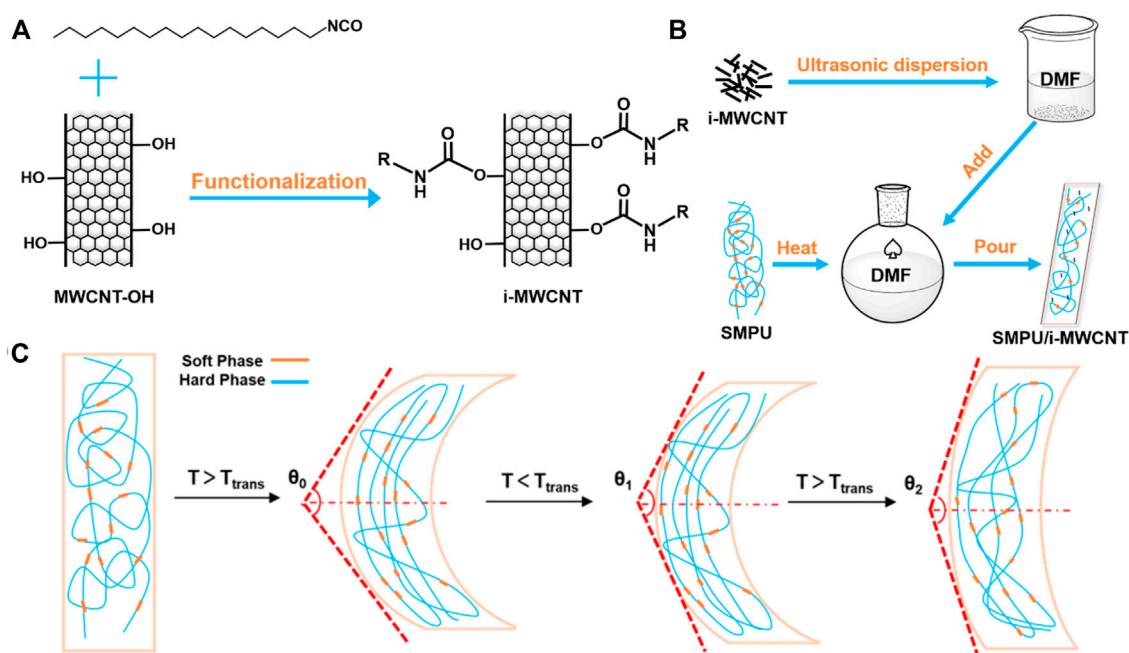 A
NCO
MWCNT-OH
OH
HO
OH
HO
Functionalization
i-MWCNT
O
R
N
H
O
O
O
N
H
R
O
O
N
H
R
HO
B
i-MWCNT
Ultrasonic dispersion
DMF
Add
SMPU
Heat
DMF
Pour
SMPU/i-MWCNT
C
Soft Phase
Hard Phase
T > Ttrans
θ0
T < Ttrans
θ1
T > Ttrans
θ2